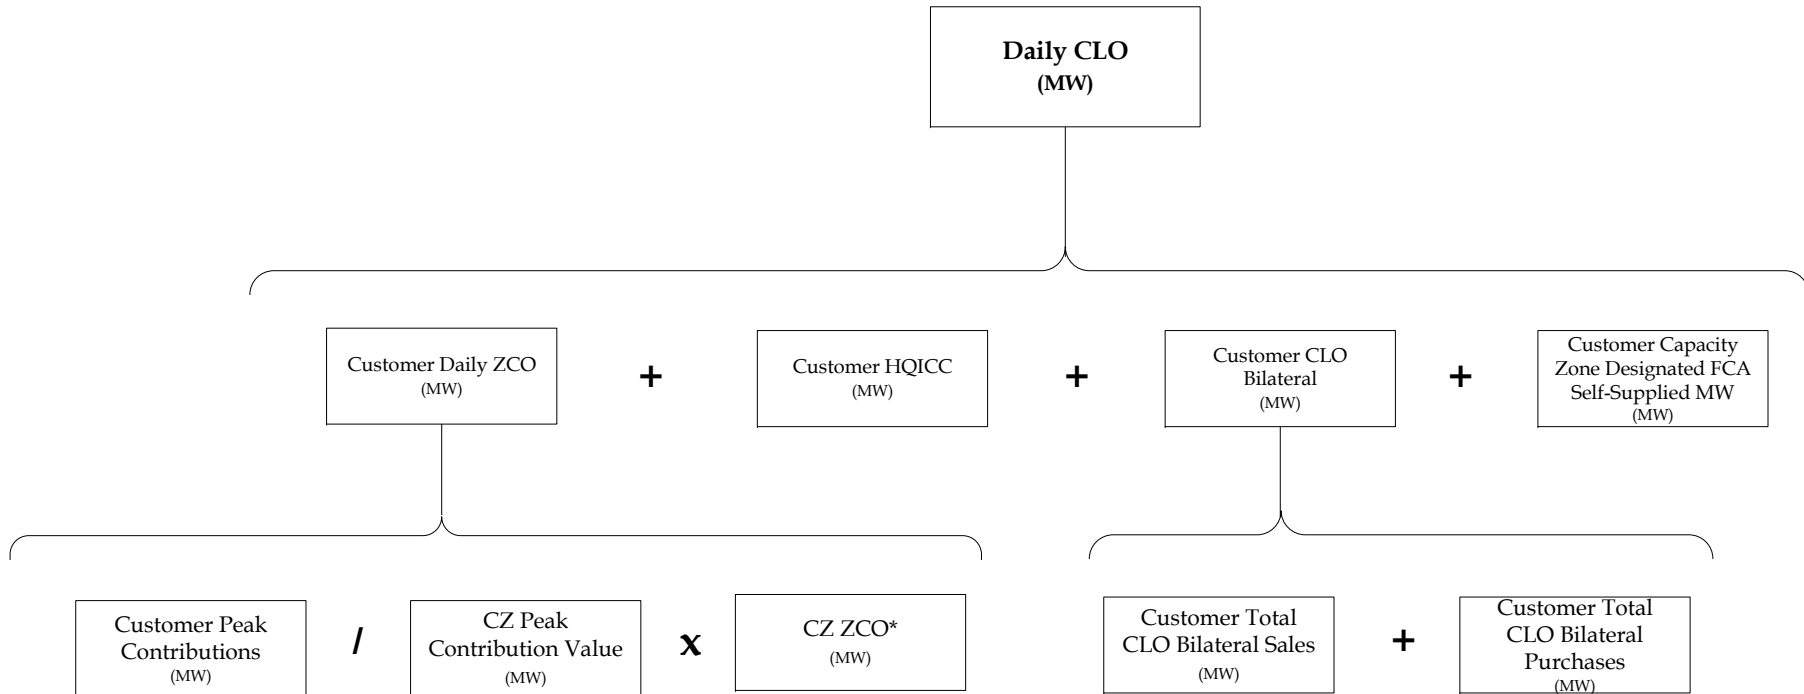 Daily CLO
(MW)
Customer Daily ZCO
(MW)
+
Customer HQICC
(MW)
+
Customer CLO
Bilateral
(MW)
+
Customer Capacity
Zone Designated FCA
Self-Supplied MW
(MW)
Customer Peak
Contributions
(MW)
/
CZ Peak
Contribution Value
(MW)
x
CZ ZCO*
(MW)
Customer Total
CLO Bilateral Sales
(MW)
+
Customer Total
CLO Bilateral
Purchases
(MW)